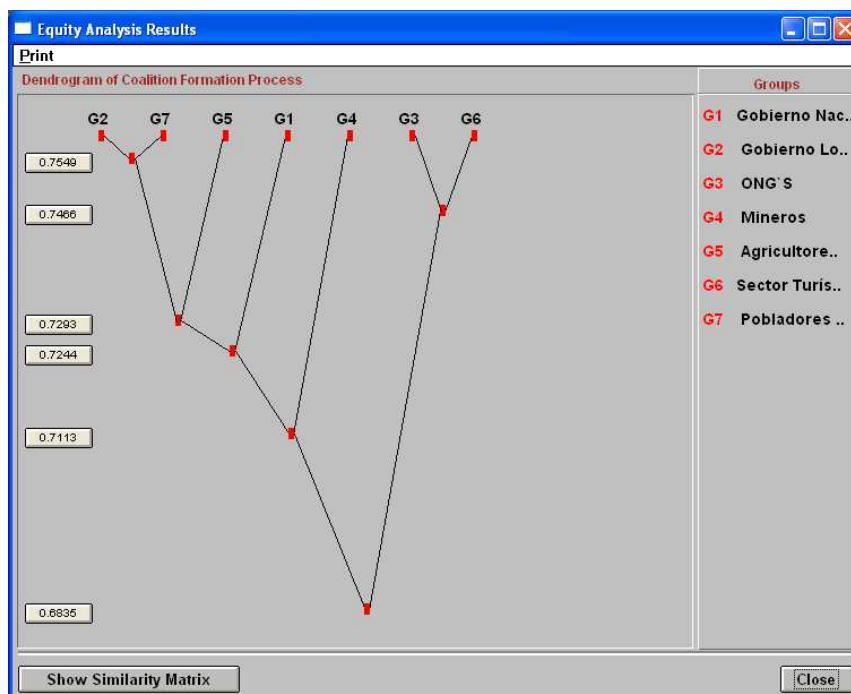 Equity Analysis Results
Print
Dendrogram of Coalition Formation Process
G2 G7 G5 G1 G4 G3 G6
0.7549
0.7466
0.7293
0.7244
0.7113
0.6835
Groups
G1 Gobierno Nac..
G2 Gobierno Lo..
G3 ONG`S
G4 Mineros
G5 Agricultore..
G6 Sector Turís..
G7 Pobladores ..
Show Similarity Matrix
Close